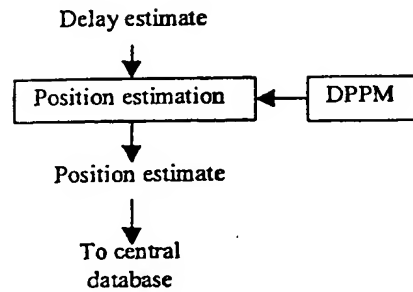 Delay estimate
Position estimation
DPPM
Position estimate
To central
database